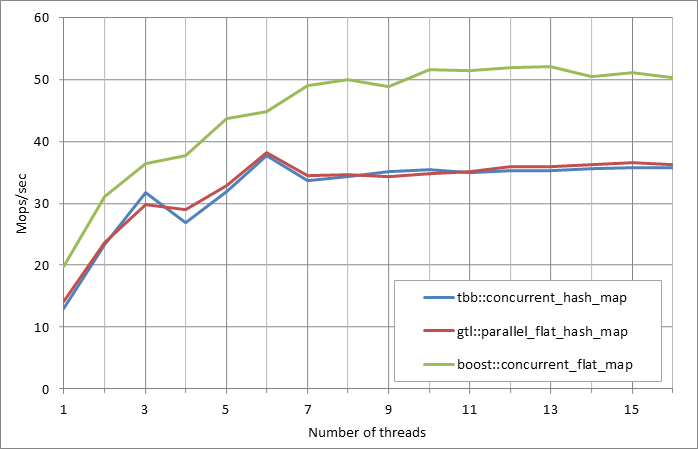 60
50
40
30
20
10
0
Mops/sec
tbb::concurrent_hash_map
gtl::parallel_flat_hash_map
boost::concurrent_flat_map
1 3 5 7 9 11 13 15
Number of threads